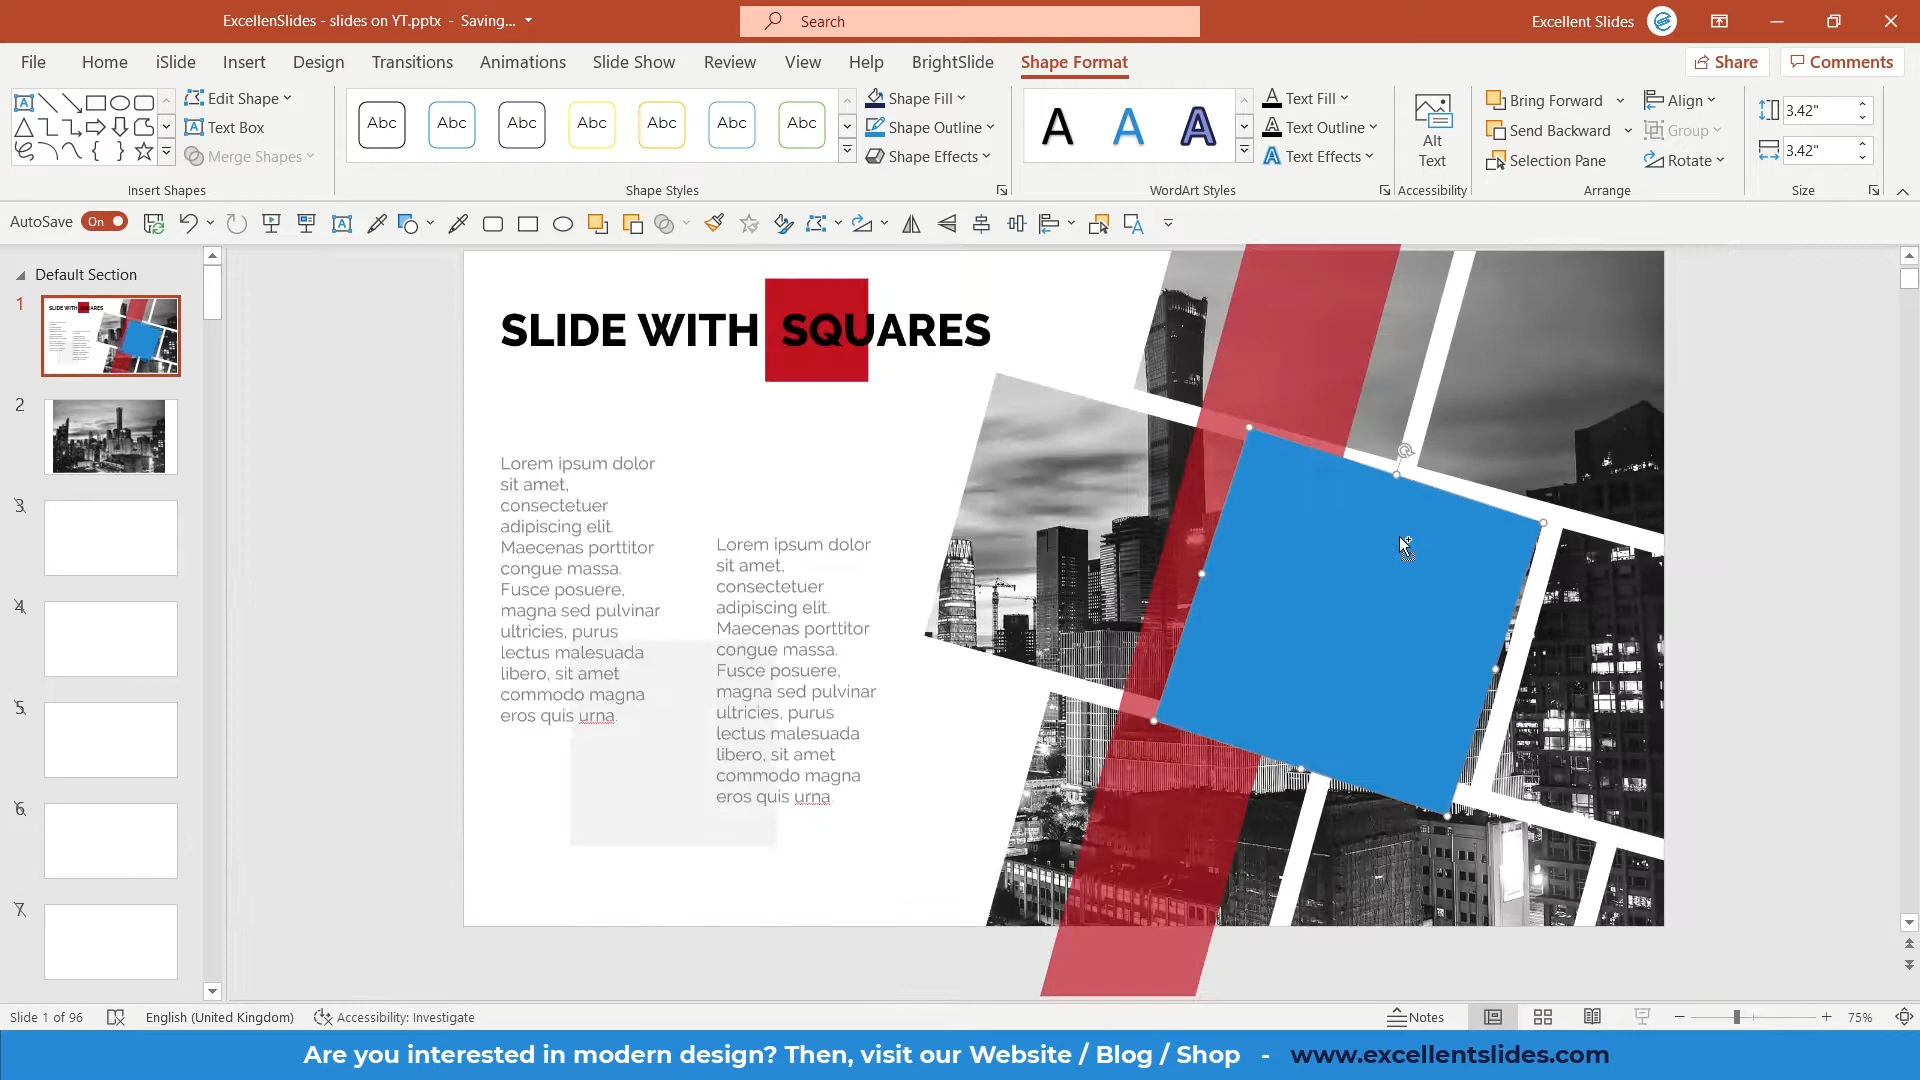 ExcellenSlides - slides on YT.pptx - Saving...
Search
Excellent Slides
File Home iSlide Insert Design Transitions Animations Slide Show Review View Help BrightSlide Shape Format
Share
Comments
Edit Shape
Text Box
Merge Shapes
Insert Shapes
Abc Abc Abc Abc Abc Abc Abc
Shape Fill
Shape Outline
Shape Effects
Shape Styles
A A A
Text Fill
Text Outline
Text Effects
WordArt Styles
Alt
Text
Accessibility
Bring Forward
Send Backward
Selection Pane
Align
Group
Rotate
Arrange
3.42"
3.42"
Size
AutoSave On
Default Section
1
2
3
4
5
6
7
SLIDE WITH SQUARES
Lorem ipsum dolor
sit amet,
consectetuer
adipiscing elit.
Maecenas porttitor
congue massa.
Fusce posuere,
magna sed pulvinar
ultricies, purus
lectus malesuada
libero, sit amet
commodo magna
eros quis urna.
Lorem ipsum dolor
sit amet,
consectetuer
adipiscing elit.
Maecenas porttitor
congue massa.
Fusce posuere,
magna sed pulvinar
ultricies, purus
lectus malesuada
libero, sit amet
commodo magna
eros quis urna.
Slide 1 of 96
English (United Kingdom)
Accessibility: Investigate
Notes
75%
Are you interested in modern design? Then, visit our Website / Blog / Shop - www.excellentslides.com